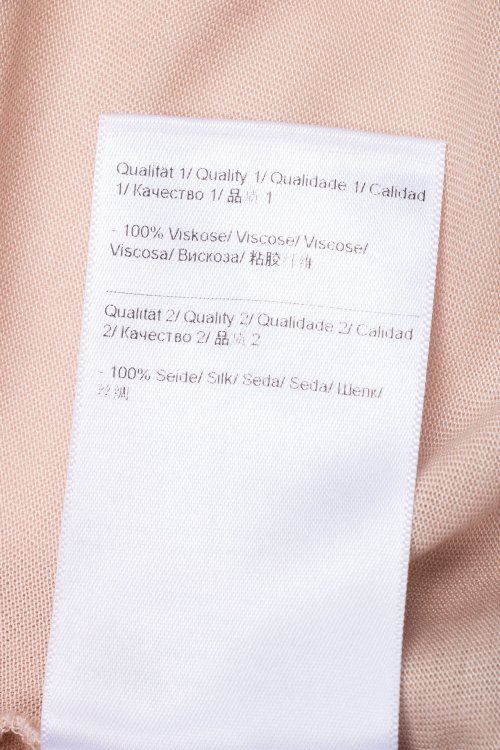 Qualität 1/ Quality 1/ Qualidade 1/ Calidad
1/ Качество 1/ 品质 1
- 100% Viskose/ Viscose/ Viscose/
Viscosa/ Вискоза/ 粘胶纤维
Qualität 2/ Quality 2/ Qualidade 2/ Calidad
2/ Качество 2/ 品质 2
- 100% Seide/ Silk/ Seda/ Seda/ Шелк/
丝绸